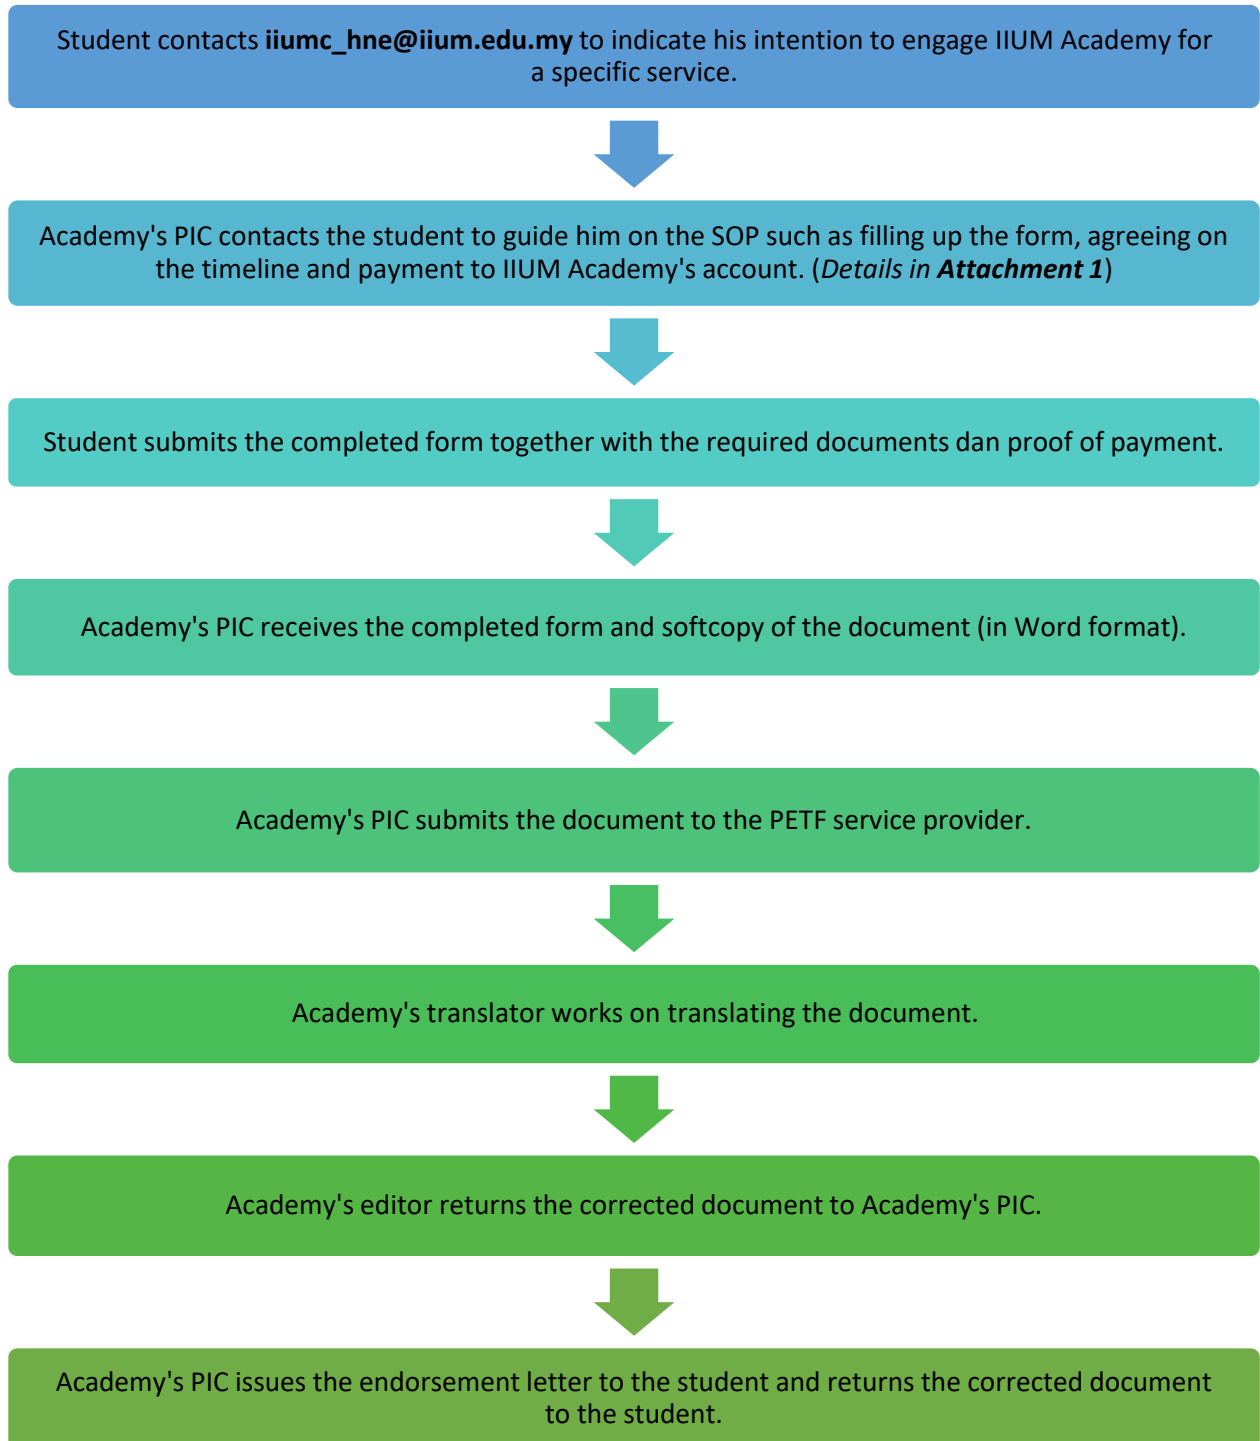 Student contacts iiumc_hne@iium.edu.my to indicate his intention to engage IIUM Academy for
a specific service.
Academy's PIC contacts the student to guide him on the SOP such as filling up the form, agreeing on
the timeline and payment to IIUM Academy's account. (Details in Attachment 1)
Student submits the completed form together with the required documents dan proof of payment.
Academy's PIC receives the completed form and softcopy of the document (in Word format).
Academy's PIC submits the document to the PETF service provider.
Academy's translator works on translating the document.
Academy's editor returns the corrected document to Academy's PIC.
Academy's PIC issues the endorsement letter to the student and returns the corrected document
to the student.